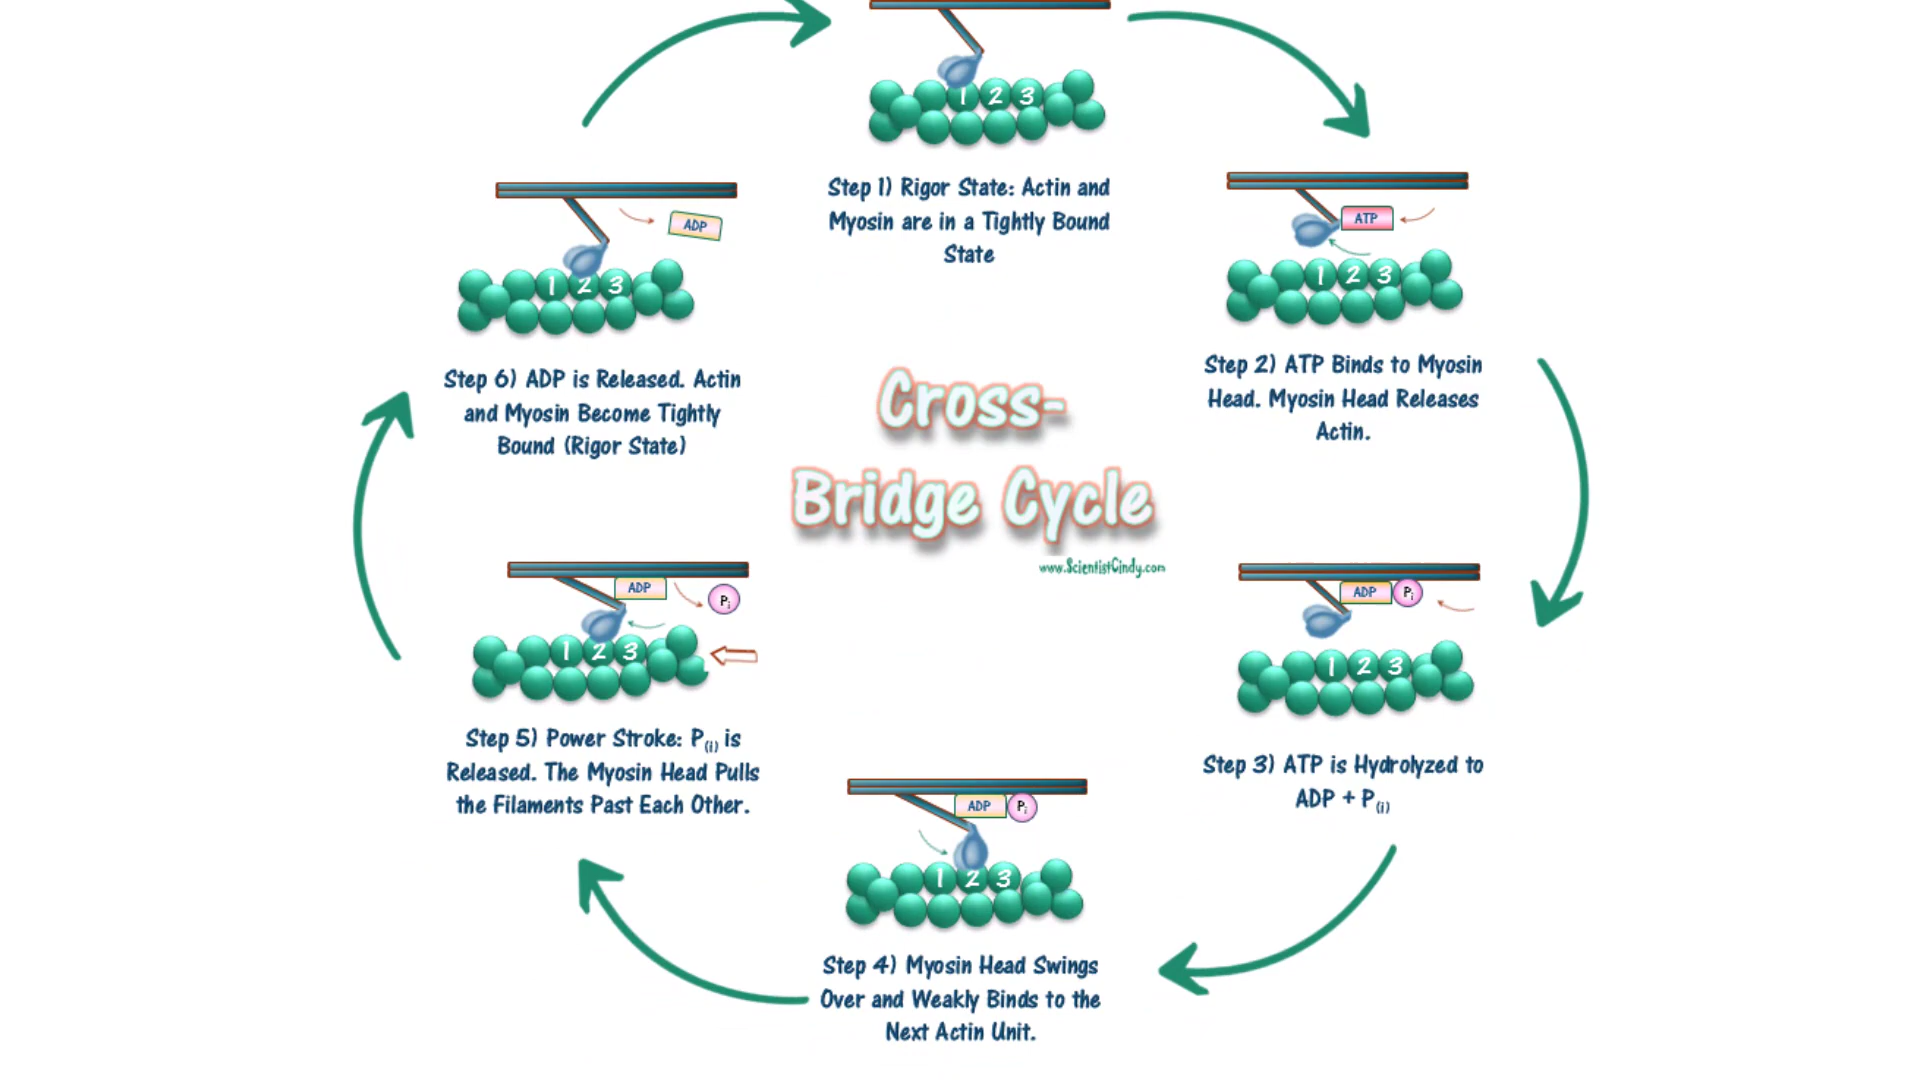 1 2 3
Step 1) Rigor State: Actin and
Myosin are in a Tightly Bound
State
ATP
1 2 3
Step 2) ATP Binds to Myosin
Head. Myosin Head Releases
Actin.
ADP Pi
1 2 3
Step 3) ATP is Hydrolyzed to
ADP + P(i)
ADP Pi
1 2 3
Step 4) Myosin Head Swings
Over and Weakly Binds to the
Next Actin Unit.
ADP Pi
1 2 3
Step 5) Power Stroke: P(i) is
Released. The Myosin Head Pulls
the Filaments Past Each Other.
ADP
1 2 3
Step 6) ADP is Released. Actin
and Myosin Become Tightly
Bound (Rigor State)
Cross-
Bridge Cycle
www.ScientistCindy.com